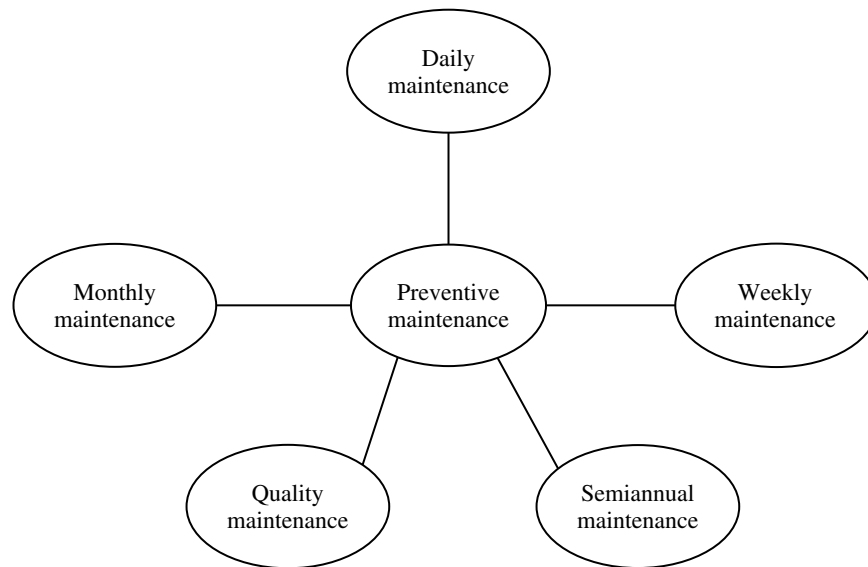 Daily
maintenance
Monthly
maintenance
Preventive
maintenance
Weekly
maintenance
Quality
maintenance
Semiannual
maintenance